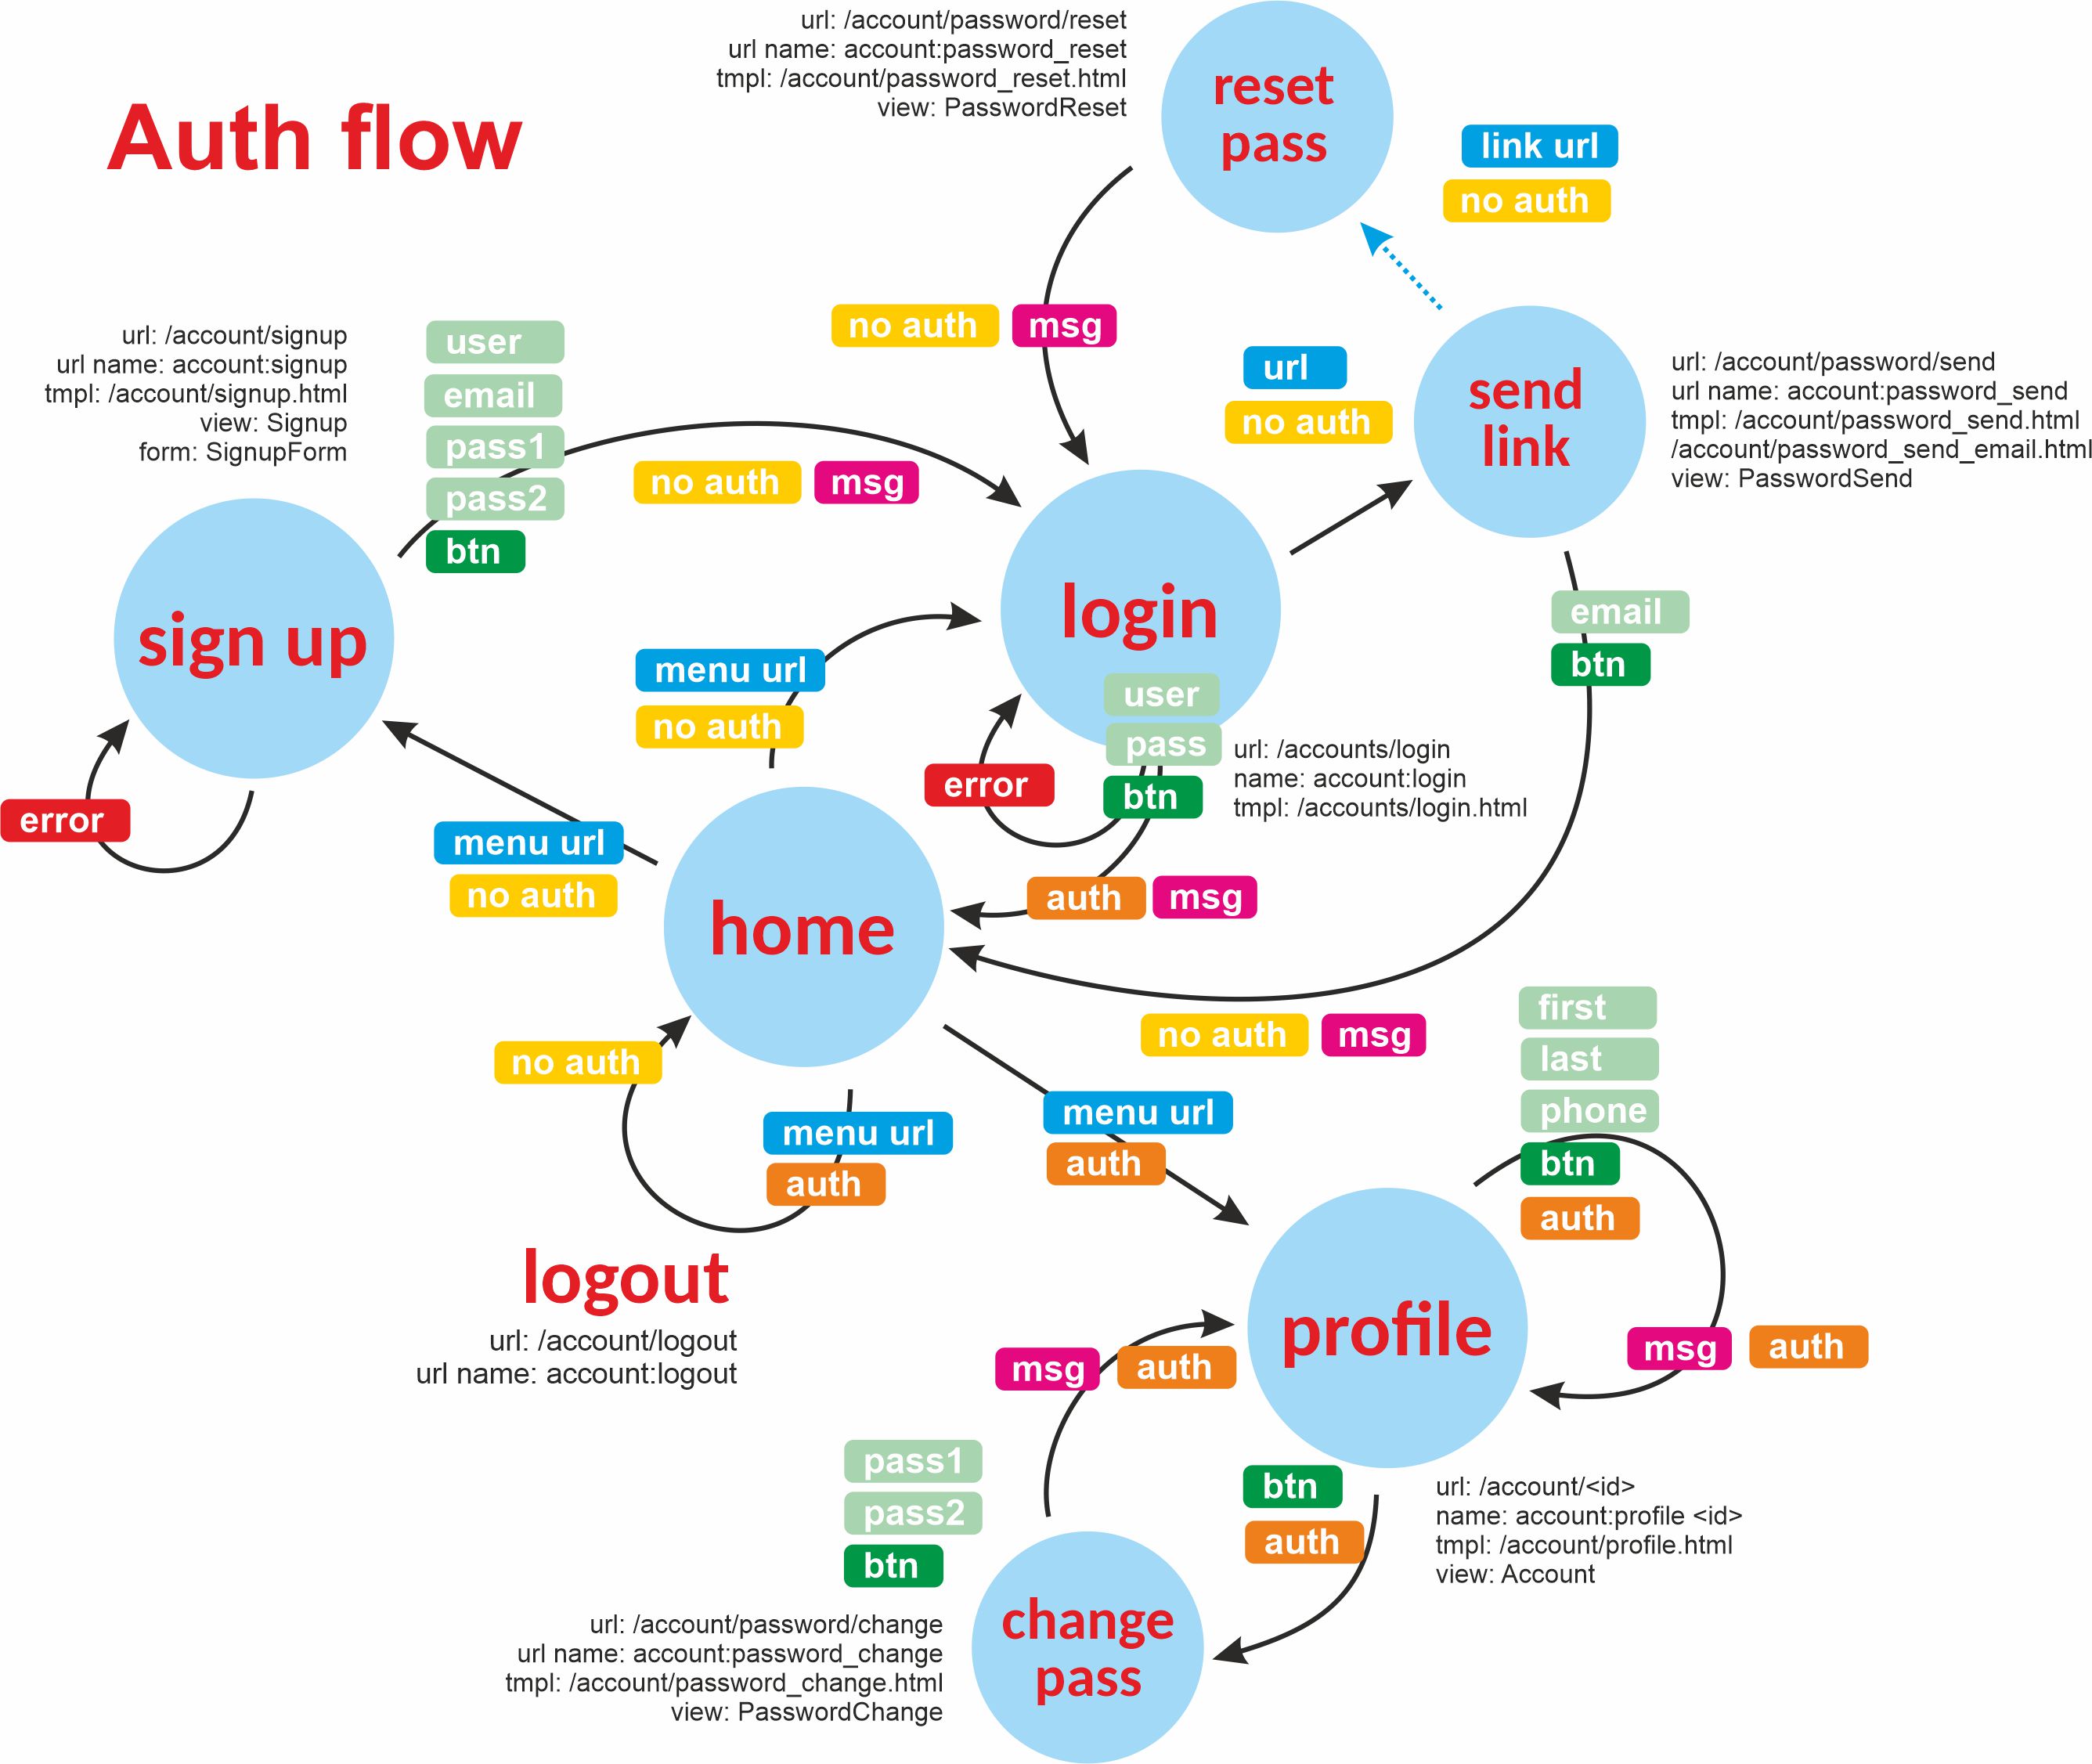 Auth flow
url: /account/password/reset
url name: account:password_reset
tmpl: /account/password_reset.html
view: PasswordReset
reset
pass
link url
no auth
no auth
msg
url
no auth
send
link
url: /account/password/send
url name: account:password_send
tmpl: /account/password_send.html
/account/password_send_email.html
view: PasswordSend
url: /account/signup
url name: account:signup
tmpl: /account/signup.html
view: Signup
form: SignupForm
user
email
pass1
pass2
btn
no auth
msg
sign up
error
login
user
pass
btn
error
url: /accounts/login
name: account:login
tmpl: /accounts/login.html
email
btn
menu url
no auth
menu url
no auth
auth
msg
home
no auth
msg
no auth
menu url
auth
logout
url: /account/logout
url name: account:logout
menu url
auth
first
last
phone
btn
auth
profile
msg
auth
msg
auth
pass1
pass2
btn
btn
auth
url: /account/<id>
name: account:profile <id>
tmpl: /account/profile.html
view: Account
change
pass
url: /account/password/change
url name: account:password_change
tmpl: /account/password_change.html
view: PasswordChange